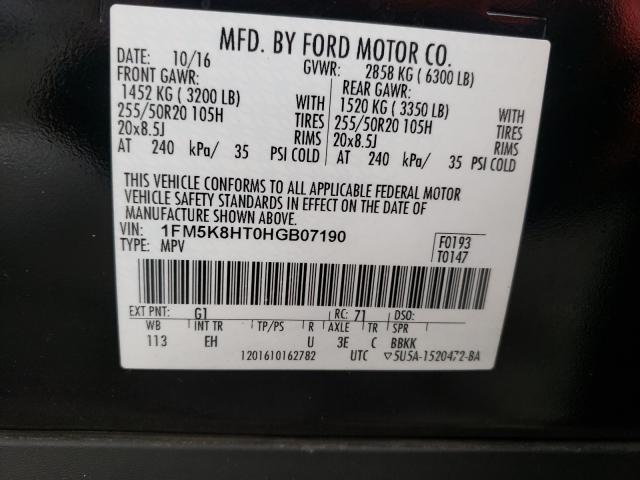 MFD. BY FORD MOTOR CO.
DATE: 10/16 GVWR: 2858 KG ( 6300 LB)
FRONT GAWR: REAR GAWR:
1452 KG ( 3200 LB) WITH 1520 KG ( 3350 LB) WITH
255/50R20 105H TIRES 255/50R20 105H TIRES
20x8.5J RIMS 20x8.5J RIMS
AT 240 kPa/ 35 PSI COLD AT 240 kPa/ 35 PSI COLD
THIS VEHICLE CONFORMS TO ALL APPLICABLE FEDERAL MOTOR
VEHICLE SAFETY STANDARDS IN EFFECT ON THE DATE OF
MANUFACTURE SHOWN ABOVE.
VIN: 1FM5K8HT0HGB07190
TYPE: MPV
F0193
T0147
EXT PNT: G1 RC: 71 DSO:
WB INT TR TP/PS R AXLE TR SPR
113 EH U 3E C BBKK
1201610162782 UTC ▽5U5A-1520472-BA